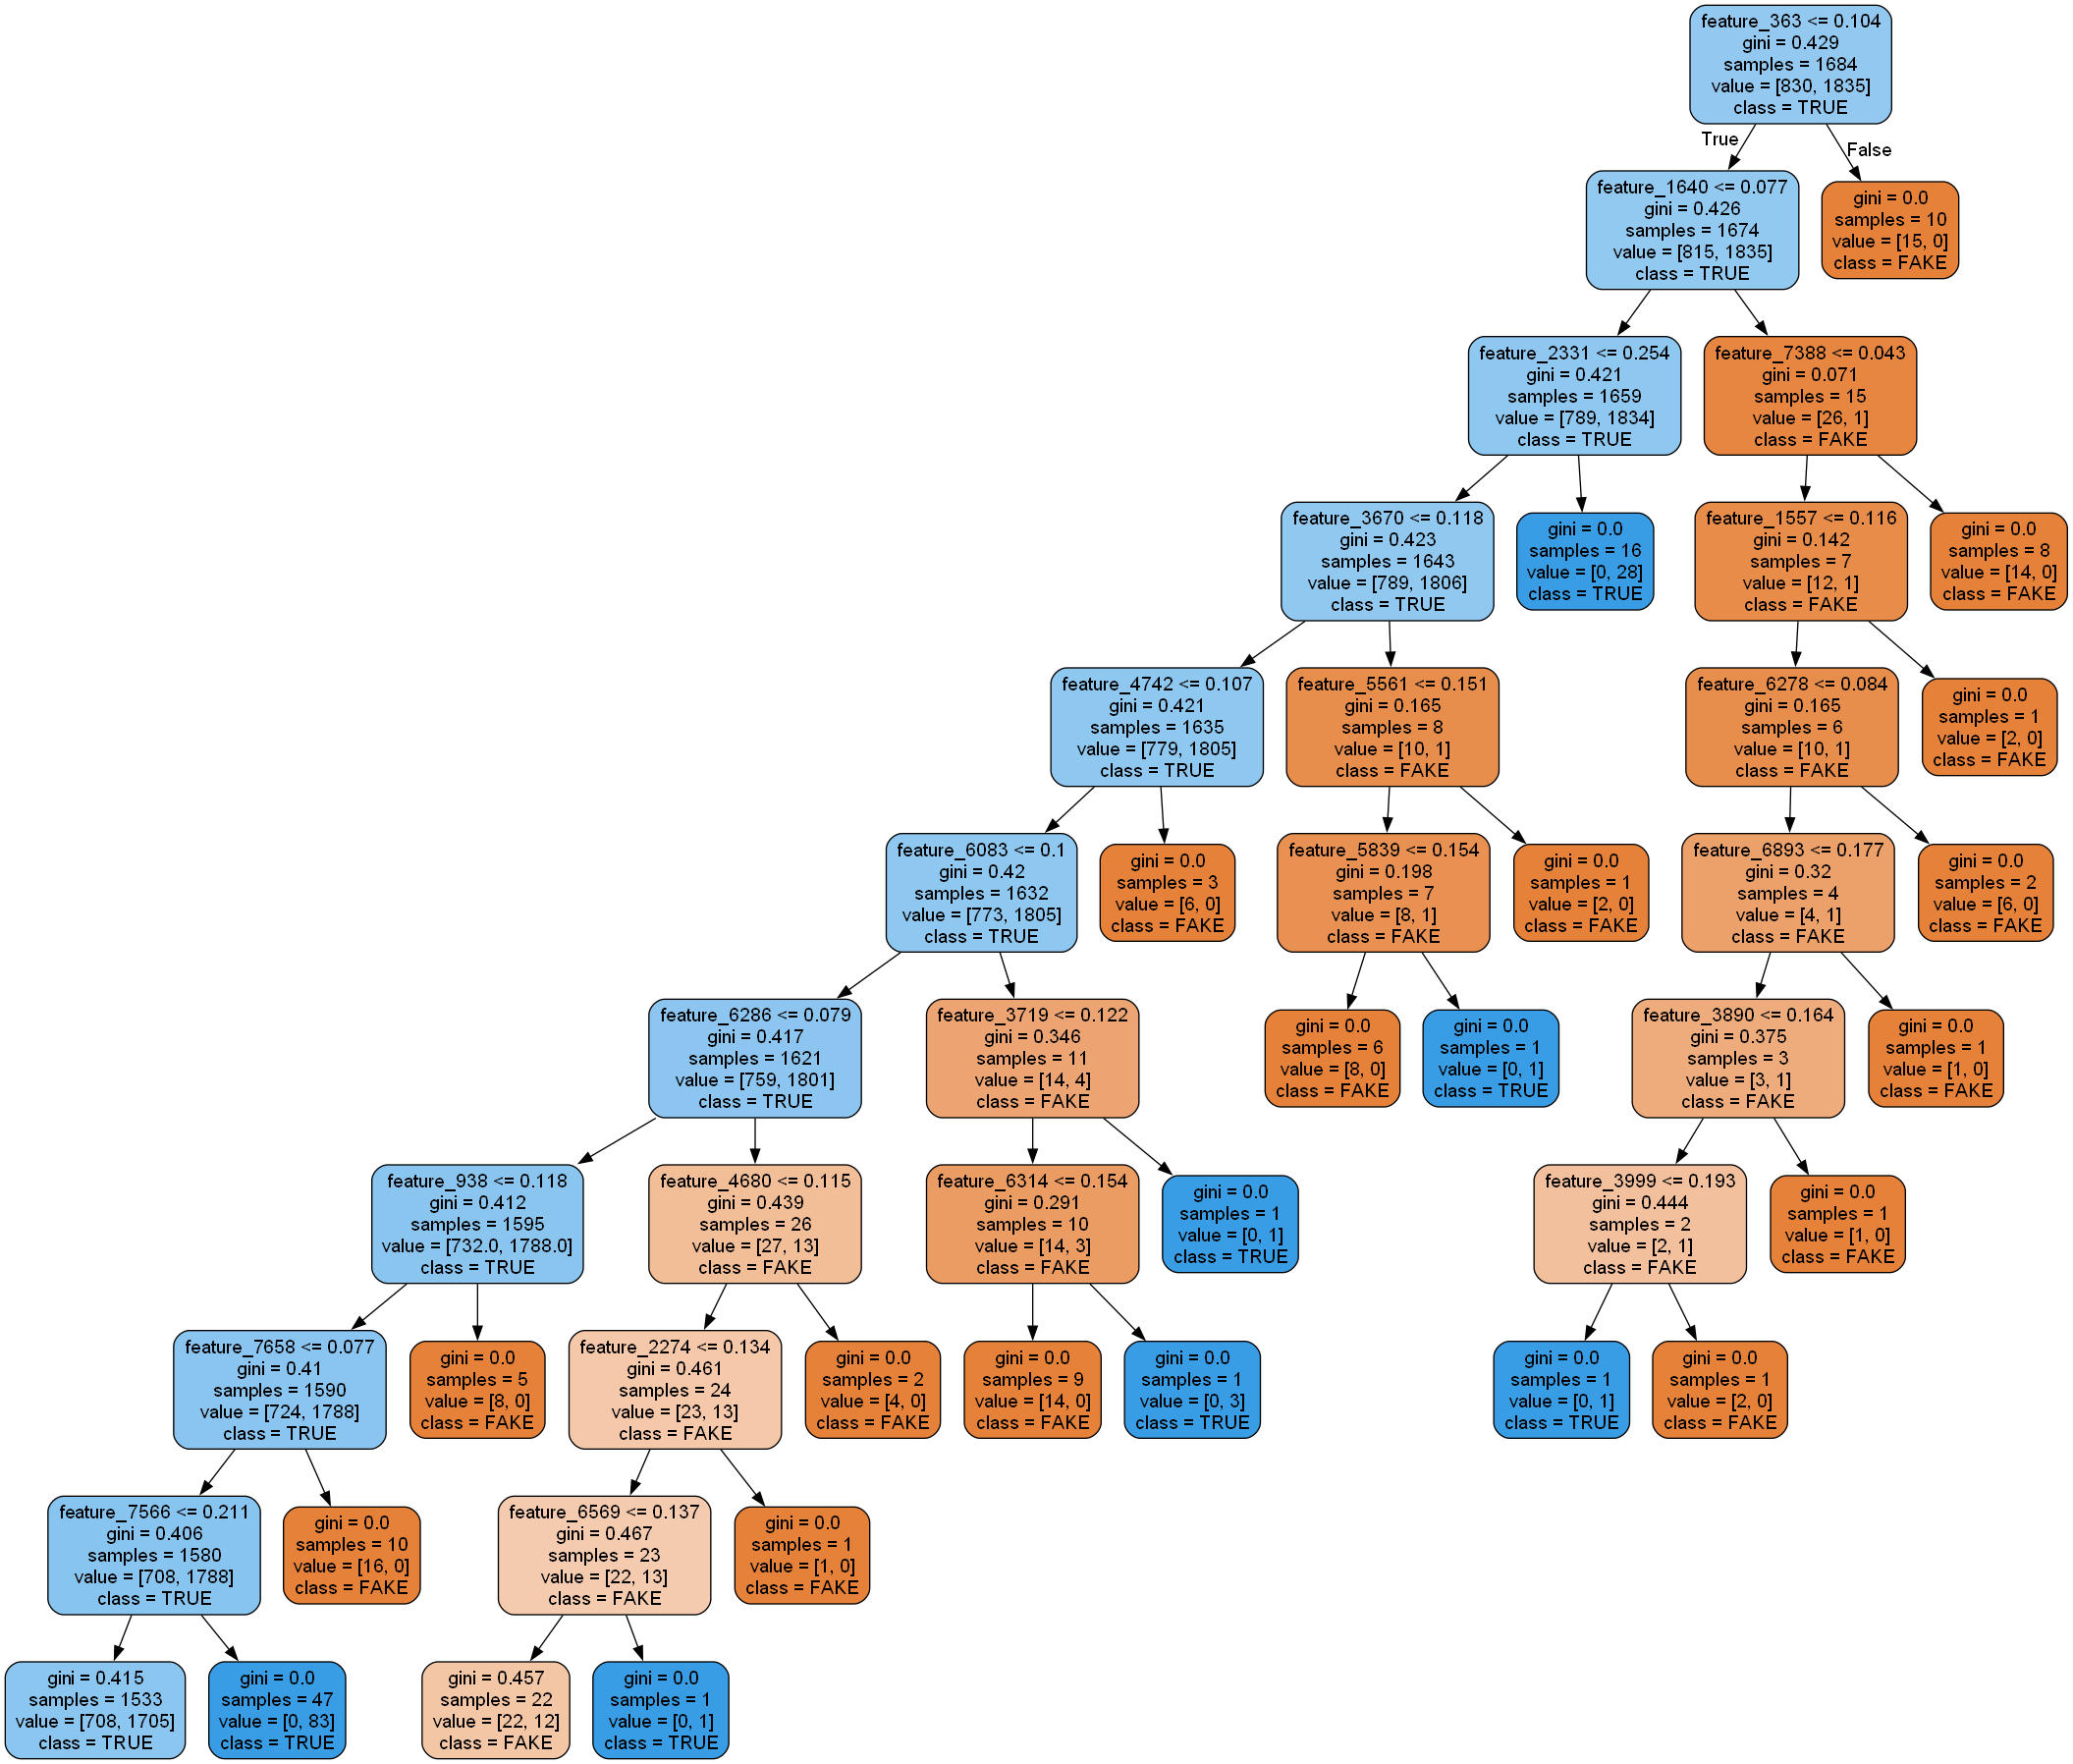 feature_363 <= 0.104
gini = 0.429
samples = 1684
value = [830, 1835]
class = TRUE
True
False
feature_1640 <= 0.077
gini = 0.426
samples = 1674
value = [815, 1835]
class = TRUE
gini = 0.0
samples = 10
value = [15, 0]
class = FAKE
feature_2331 <= 0.254
gini = 0.421
samples = 1659
value = [789, 1834]
class = TRUE
feature_7388 <= 0.043
gini = 0.071
samples = 15
value = [26, 1]
class = FAKE
feature_3670 <= 0.118
gini = 0.423
samples = 1643
value = [789, 1806]
class = TRUE
gini = 0.0
samples = 16
value = [0, 28]
class = TRUE
feature_1557 <= 0.116
gini = 0.142
samples = 7
value = [12, 1]
class = FAKE
gini = 0.0
samples = 8
value = [14, 0]
class = FAKE
feature_4742 <= 0.107
gini = 0.421
samples = 1635
value = [779, 1805]
class = TRUE
feature_5561 <= 0.151
gini = 0.165
samples = 8
value = [10, 1]
class = FAKE
feature_6278 <= 0.084
gini = 0.165
samples = 6
value = [10, 1]
class = FAKE
gini = 0.0
samples = 1
value = [2, 0]
class = FAKE
feature_6083 <= 0.1
gini = 0.42
samples = 1632
value = [773, 1805]
class = TRUE
gini = 0.0
samples = 3
value = [6, 0]
class = FAKE
feature_5839 <= 0.154
gini = 0.198
samples = 7
value = [8, 1]
class = FAKE
gini = 0.0
samples = 1
value = [2, 0]
class = FAKE
feature_6893 <= 0.177
gini = 0.32
samples = 4
value = [4, 1]
class = FAKE
gini = 0.0
samples = 2
value = [6, 0]
class = FAKE
feature_6286 <= 0.079
gini = 0.417
samples = 1621
value = [759, 1801]
class = TRUE
feature_3719 <= 0.122
gini = 0.346
samples = 11
value = [14, 4]
class = FAKE
gini = 0.0
samples = 6
value = [8, 0]
class = FAKE
gini = 0.0
samples = 1
value = [0, 1]
class = TRUE
feature_3890 <= 0.164
gini = 0.375
samples = 3
value = [3, 1]
class = FAKE
gini = 0.0
samples = 1
value = [1, 0]
class = FAKE
feature_938 <= 0.118
gini = 0.412
samples = 1595
value = [732.0, 1788.0]
class = TRUE
feature_4680 <= 0.115
gini = 0.439
samples = 26
value = [27, 13]
class = FAKE
feature_6314 <= 0.154
gini = 0.291
samples = 10
value = [14, 3]
class = FAKE
gini = 0.0
samples = 1
value = [0, 1]
class = TRUE
feature_3999 <= 0.193
gini = 0.444
samples = 2
value = [2, 1]
class = FAKE
gini = 0.0
samples = 1
value = [1, 0]
class = FAKE
feature_7658 <= 0.077
gini = 0.41
samples = 1590
value = [724, 1788]
class = TRUE
gini = 0.0
samples = 5
value = [8, 0]
class = FAKE
feature_2274 <= 0.134
gini = 0.461
samples = 24
value = [23, 13]
class = FAKE
gini = 0.0
samples = 2
value = [4, 0]
class = FAKE
gini = 0.0
samples = 9
value = [14, 0]
class = FAKE
gini = 0.0
samples = 1
value = [0, 3]
class = TRUE
gini = 0.0
samples = 1
value = [0, 1]
class = TRUE
gini = 0.0
samples = 1
value = [2, 0]
class = FAKE
feature_7566 <= 0.211
gini = 0.406
samples = 1580
value = [708, 1788]
class = TRUE
gini = 0.0
samples = 10
value = [16, 0]
class = FAKE
feature_6569 <= 0.137
gini = 0.467
samples = 23
value = [22, 13]
class = FAKE
gini = 0.0
samples = 1
value = [1, 0]
class = FAKE
gini = 0.415
samples = 1533
value = [708, 1705]
class = TRUE
gini = 0.0
samples = 47
value = [0, 83]
class = TRUE
gini = 0.457
samples = 22
value = [22, 12]
class = FAKE
gini = 0.0
samples = 1
value = [0, 1]
class = TRUE